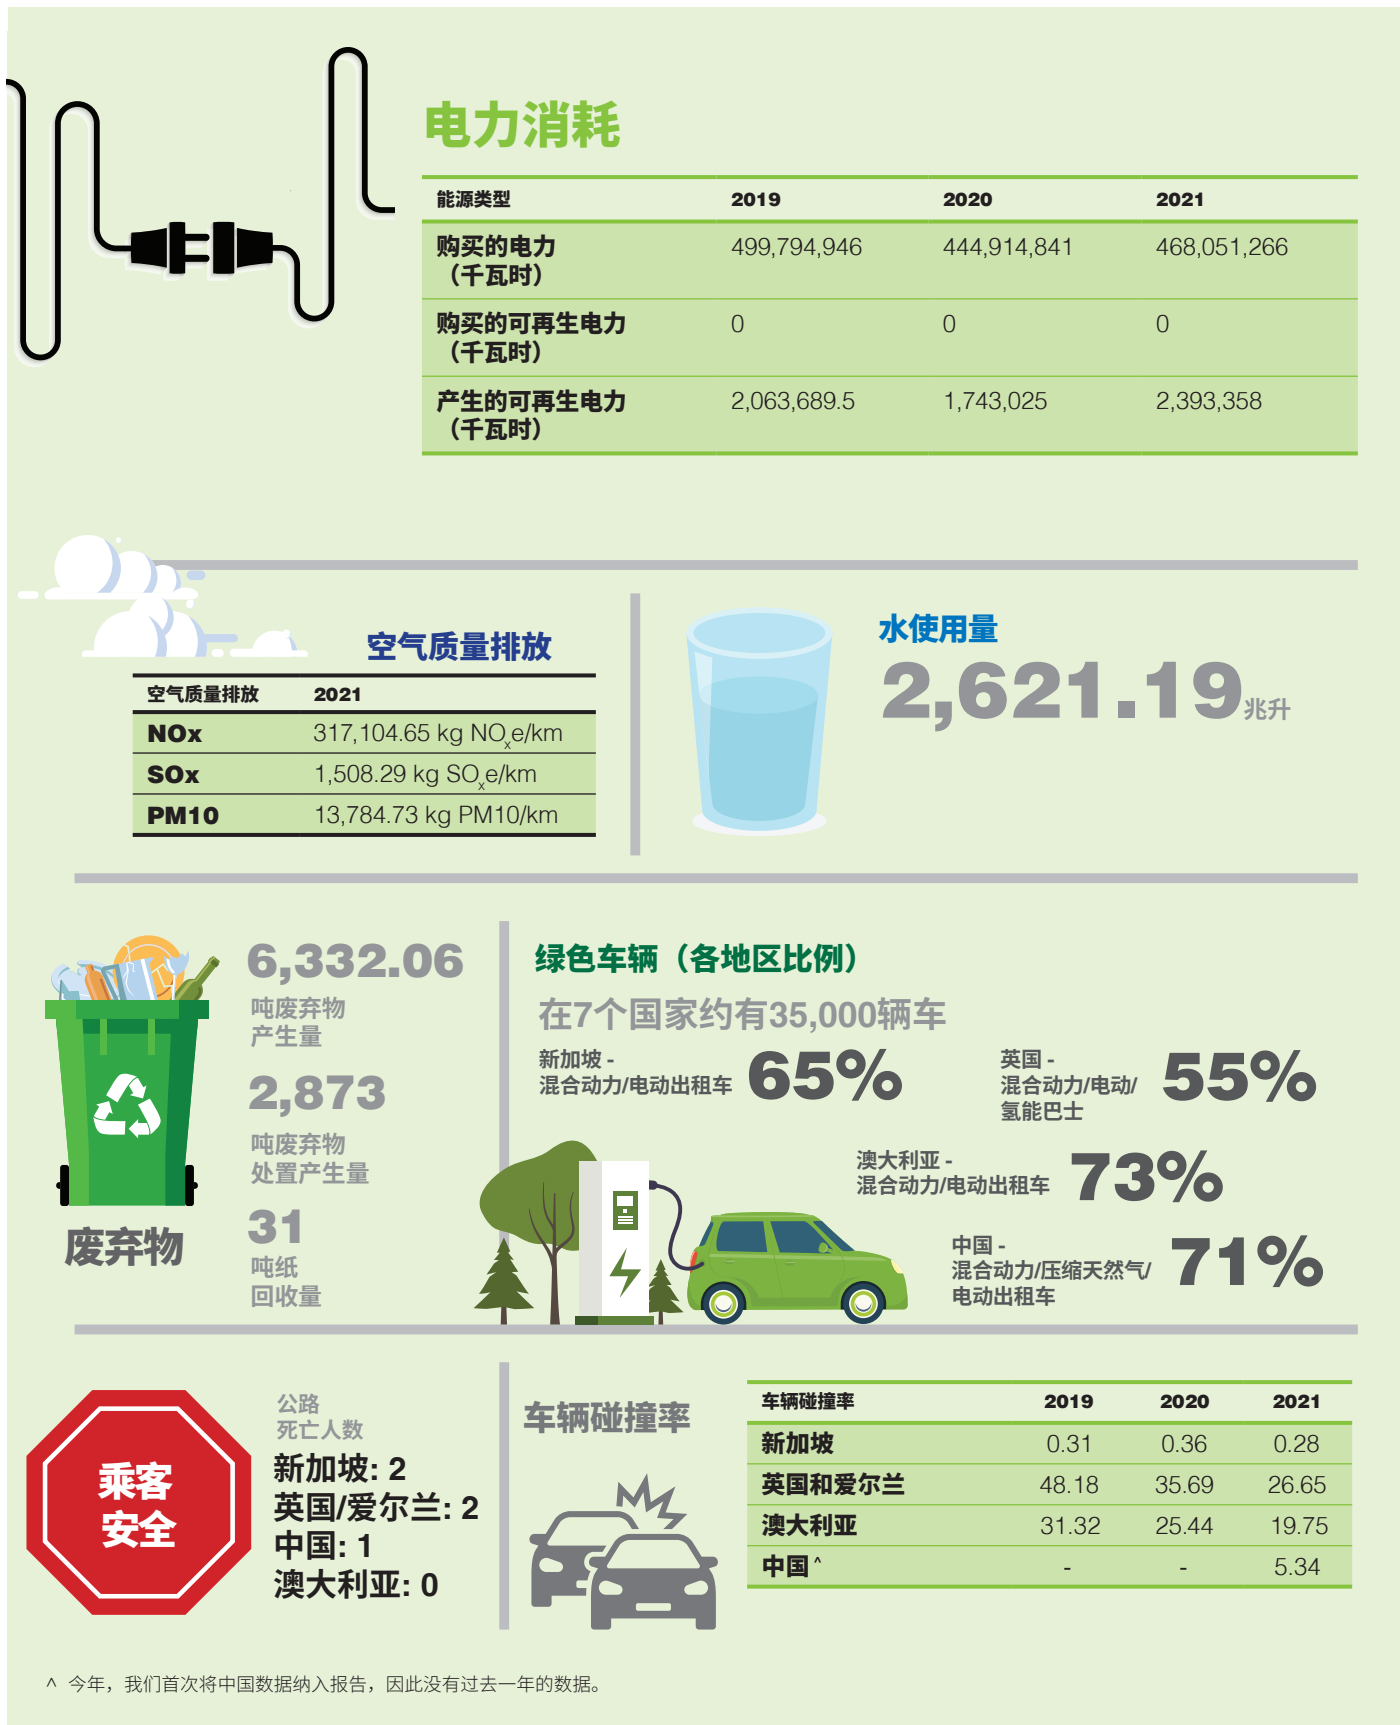 电力消耗
能源类型 2019 2020 2021
购买的电力 499,794,946 444,914,841 468,051,266
（千瓦时）
购买的可再生电力 0 0 0
（千瓦时）
产生的可再生电力 2,063,689.5 1,743,025 2,393,358
（千瓦时）
空气质量排放
空气质量排放 2021
NOx 317,104.65 kg NOxe/km
SOx 1,508.29 kg SOxe/km
PM10 13,784.73 kg PM10/km
水使用量
2,621.19兆升
6,332.06
吨废弃物
产生量
2,873
吨废弃物
处置产生量
31
吨纸
回收量
废弃物
绿色车辆（各地区比例）
在7个国家约有35,000辆车
新加坡 -
混合动力/电动出租车 65%
英国 -
混合动力/电动/
氢能巴士
55%
澳大利亚 -
混合动力/电动出租车 73%
中国 -
混合动力/压缩天然气/
电动出租车
71%
乘客
安全
公路
死亡人数
新加坡: 2
英国/爱尔兰: 2
中国: 1
澳大利亚: 0
车辆碰撞率
车辆碰撞率 2019 2020 2021
新加坡 0.31 0.36 0.28
英国和爱尔兰 48.18 35.69 26.65
澳大利亚 31.32 25.44 19.75
中国 ^ - - 5.34
^ 今年，我们首次将中国数据纳入报告，因此没有过去一年的数据。